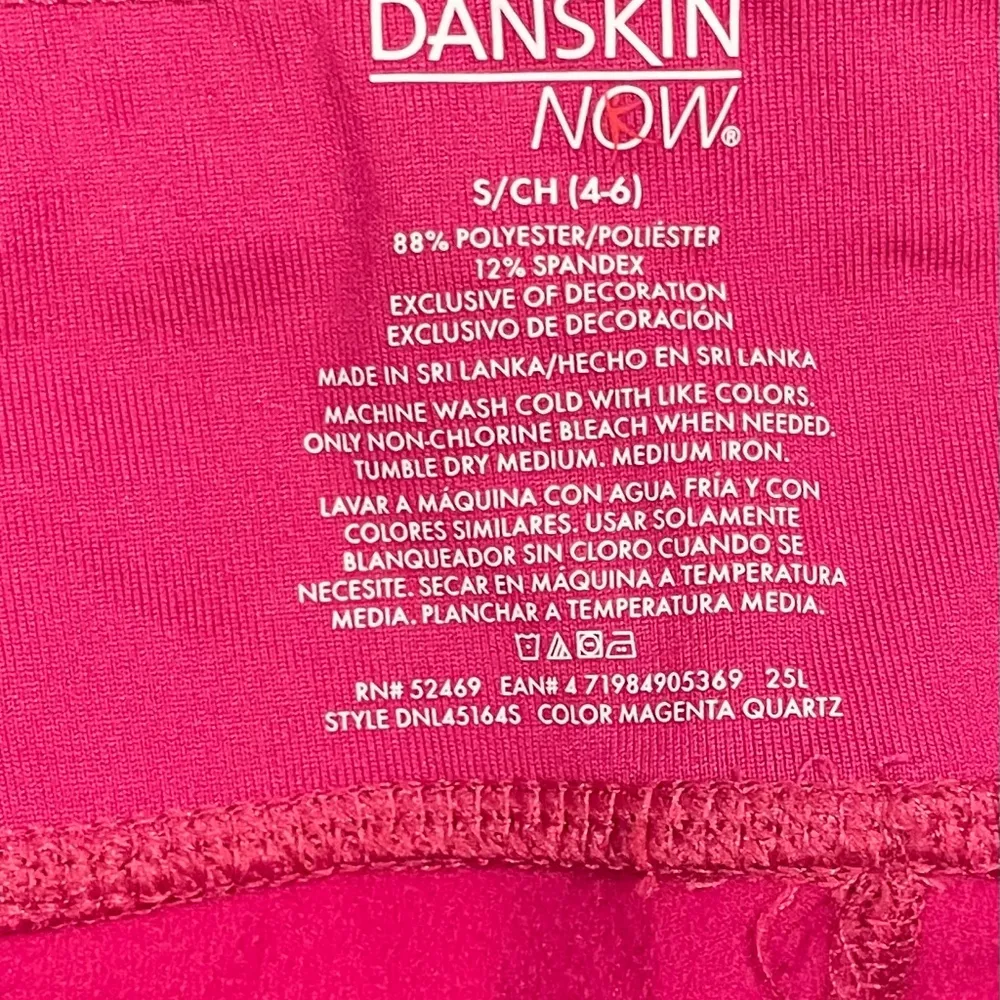 DANSKIN
NOW®
S/CH (4-6)
88% POLYESTER/POLIÉSTER
12% SPANDEX
EXCLUSIVE OF DECORATION
EXCLUSIVO DE DECORACIÓN
MADE IN SRI LANKA/HECHO EN SRI LANKA
MACHINE WASH COLD WITH LIKE COLORS.
ONLY NON-CHLORINE BLEACH WHEN NEEDED.
TUMBLE DRY MEDIUM. MEDIUM IRON.
LAVAR A MÁQUINA CON AGUA FRÍA Y CON
COLORES SIMILARES. USAR SOLAMENTE
BLANQUEADOR SIN CLORO CUANDO SE
NECESITE. SECAR EN MÁQUINA A TEMPERATURA
MEDIA. PLANCHAR A TEMPERATURA MEDIA.
RN# 52469 EAN# 4 71984905369 25L
STYLE DNL45164S COLOR MAGENTA QUARTZ